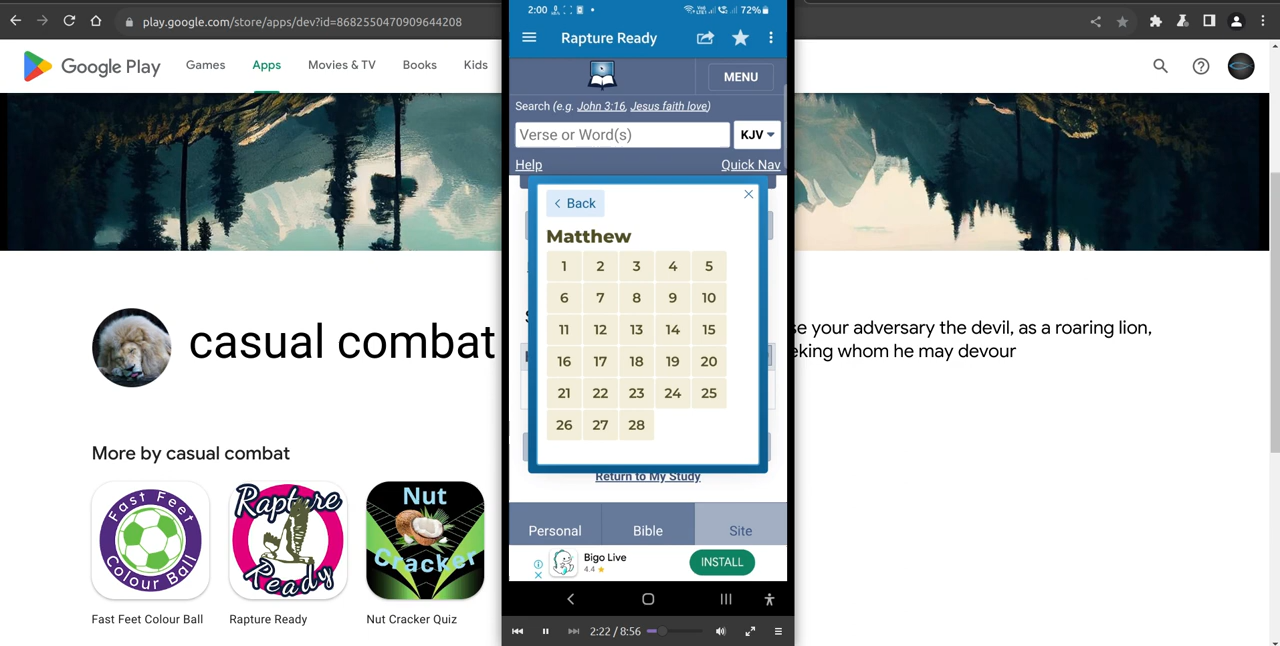 play.google.com/store/apps/dev?id=8682550470909644208
Google Play
Games
Apps
Movies & TV
Books
Kids
casual combat
se your adversary the devil, as a roaring lion,
eking whom he may devour
More by casual combat
Fast Feet
Colour Ball
Rapture
Ready
Nut
Cracker
Fast Feet Colour Ball
Rapture Ready
Nut Cracker Quiz
2:00
72%
Rapture Ready
MENU
Search (e.g. John 3:16, Jesus faith love)
Verse or Word(s)
KJV
Help
Quick Nav
Back
Matthew
1 2 3 4 5
6 7 8 9 10
11 12 13 14 15
16 17 18 19 20
21 22 23 24 25
26 27 28
Return to My Study
Personal
Bible
Site
Bigo Live
4.4
INSTALL
2:22 / 8:56